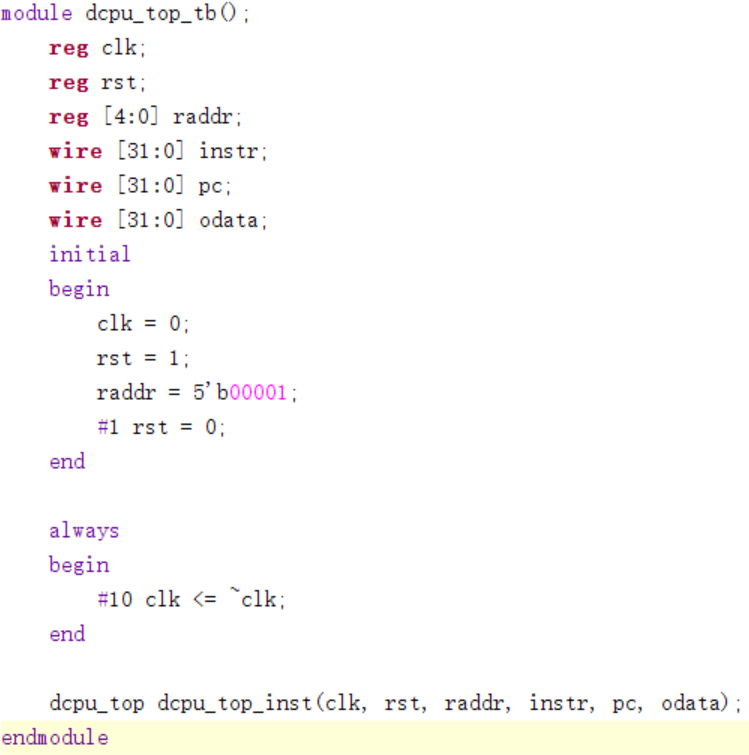 module dcpu_top_tb();
reg clk;
reg rst;
reg [4:0] raddr;
wire [31:0] instr;
wire [31:0] pc;
wire [31:0] odata;
initial
begin
clk = 0;
rst = 1;
raddr = 5'b00001;
#1 rst = 0;
end
always
begin
#10 clk <= ~clk;
end
dcpu_top dcpu_top_inst(clk, rst, raddr, instr, pc, odata);
endmodule